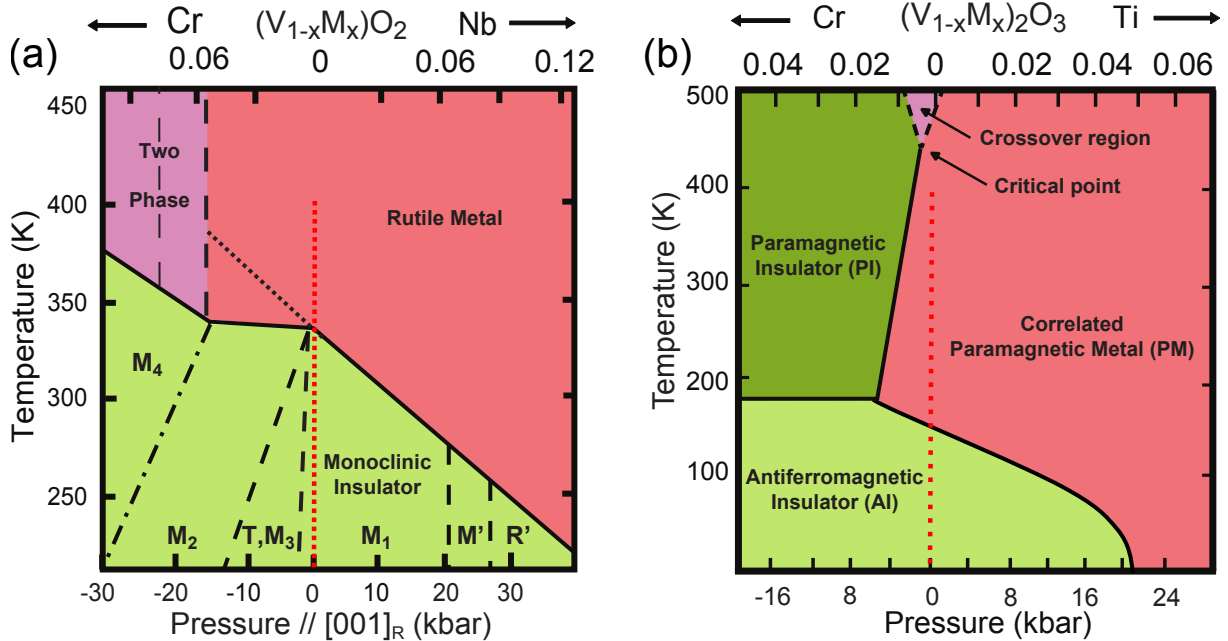 (a)
Cr (V1-xMx)O2 Nb
0.06 0 0.06 0.12
Temperature (K)
450
400
350
300
250
Two
Phase
Rutile Metal
M4
Monoclinic
Insulator
M2 T,M3 M1 M' R'
-30 -20 -10 0 10 20 30
Pressure // [001]R (kbar)
(b)
Cr (V1-xMx)2O3 Ti
0.04 0.02 0 0.02 0.04 0.06
Temperature (K)
500
400
300
200
100
Crossover region
Critical point
Paramagnetic
Insulator (PI)
Correlated
Paramagnetic Metal (PM)
Antiferromagnetic
Insulator (AI)
-16 8 0 8 16 24
Pressure (kbar)